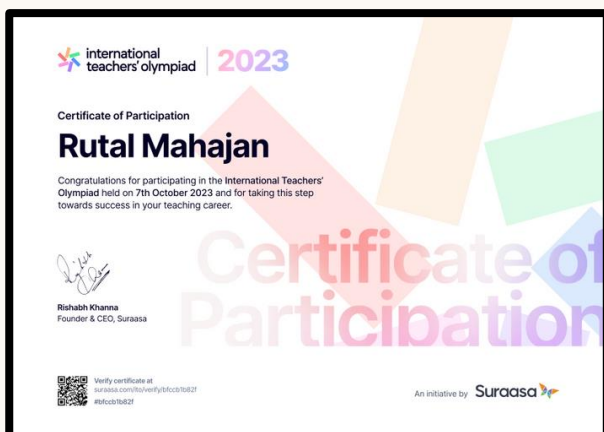 international
teachers' olympiad
2023
Certificate of Participation
Rutal Mahajan
Congratulations for participating in the International Teachers'
Olympiad held on 7th October 2023 and for taking this step
towards success in your teaching career.
Certificate of
Participation
Rishabh Khanna
Founder & CEO, Suraasa
Verify certificate at
suraasa.com/ito/verify/bfccb1b82f
#bfccb1b82f
An initiative by Suraasa